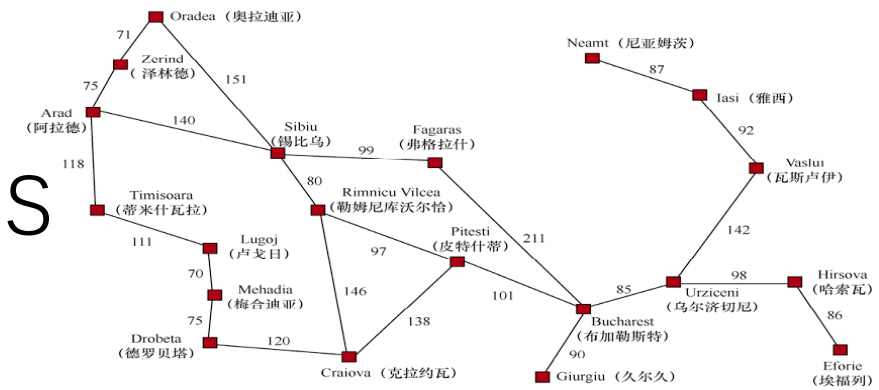 Oradea (奥拉迪亚)
71
Neamt (尼亚姆茨)
Zerind
( 泽林德)
87
151
75
Iasi (雅西)
Arad
(阿拉德)
140
Sibiu
(锡比乌)
Fagaras
(弗格拉什)
92
99
118
Vaslui
(瓦斯卢伊)
S
80
Timisoara
(蒂米什瓦拉)
Rimnicu Vilcea
(勒姆尼库沃尔恰)
Pitesti
(皮特什蒂)
142
111
Lugoj
(卢戈日)
97
211
70
98
Hirsova
(哈索瓦)
Mehadia
(梅合迪亚)
146
101
85
Urziceni
(乌尔济切尼)
75
138
Bucharest
(布加勒斯特)
86
Drobeta
(德罗贝塔)
120
90
Craiova (克拉约瓦)
Giurgiu (久尔久)
Eforie
(埃福列)